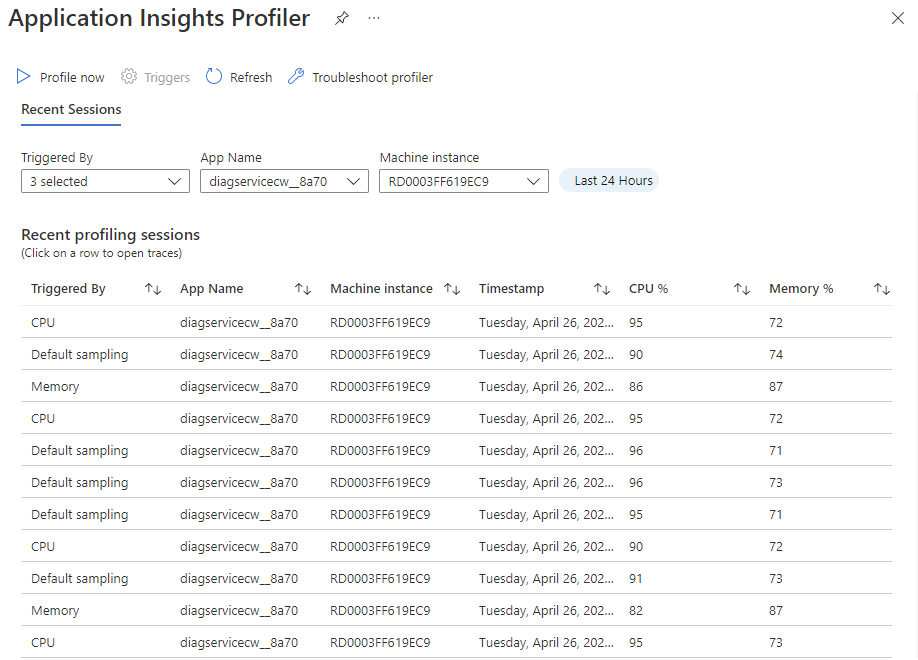 Application Insights Profiler ...
Profile now Triggers Refresh Troubleshoot profiler
Recent Sessions
Triggered By App Name Machine instance
3 selected diagservicecw__8a70 RD0003FF619EC9 Last 24 Hours
Recent profiling sessions
(Click on a row to open traces)
Triggered By App Name Machine instance Timestamp CPU % Memory %
CPU diagservicecw__8a70 RD0003FF619EC9 Tuesday, April 26, 202... 95 72
Default sampling diagservicecw__8a70 RD0003FF619EC9 Tuesday, April 26, 202... 90 74
Memory diagservicecw__8a70 RD0003FF619EC9 Tuesday, April 26, 202... 86 87
CPU diagservicecw__8a70 RD0003FF619EC9 Tuesday, April 26, 202... 95 72
Default sampling diagservicecw__8a70 RD0003FF619EC9 Tuesday, April 26, 202... 96 71
Default sampling diagservicecw__8a70 RD0003FF619EC9 Tuesday, April 26, 202... 96 73
Default sampling diagservicecw__8a70 RD0003FF619EC9 Tuesday, April 26, 202... 95 71
CPU diagservicecw__8a70 RD0003FF619EC9 Tuesday, April 26, 202... 90 72
Default sampling diagservicecw__8a70 RD0003FF619EC9 Tuesday, April 26, 202... 91 73
Memory diagservicecw__8a70 RD0003FF619EC9 Tuesday, April 26, 202... 82 87
CPU diagservicecw__8a70 RD0003FF619EC9 Tuesday, April 26, 202... 95 73